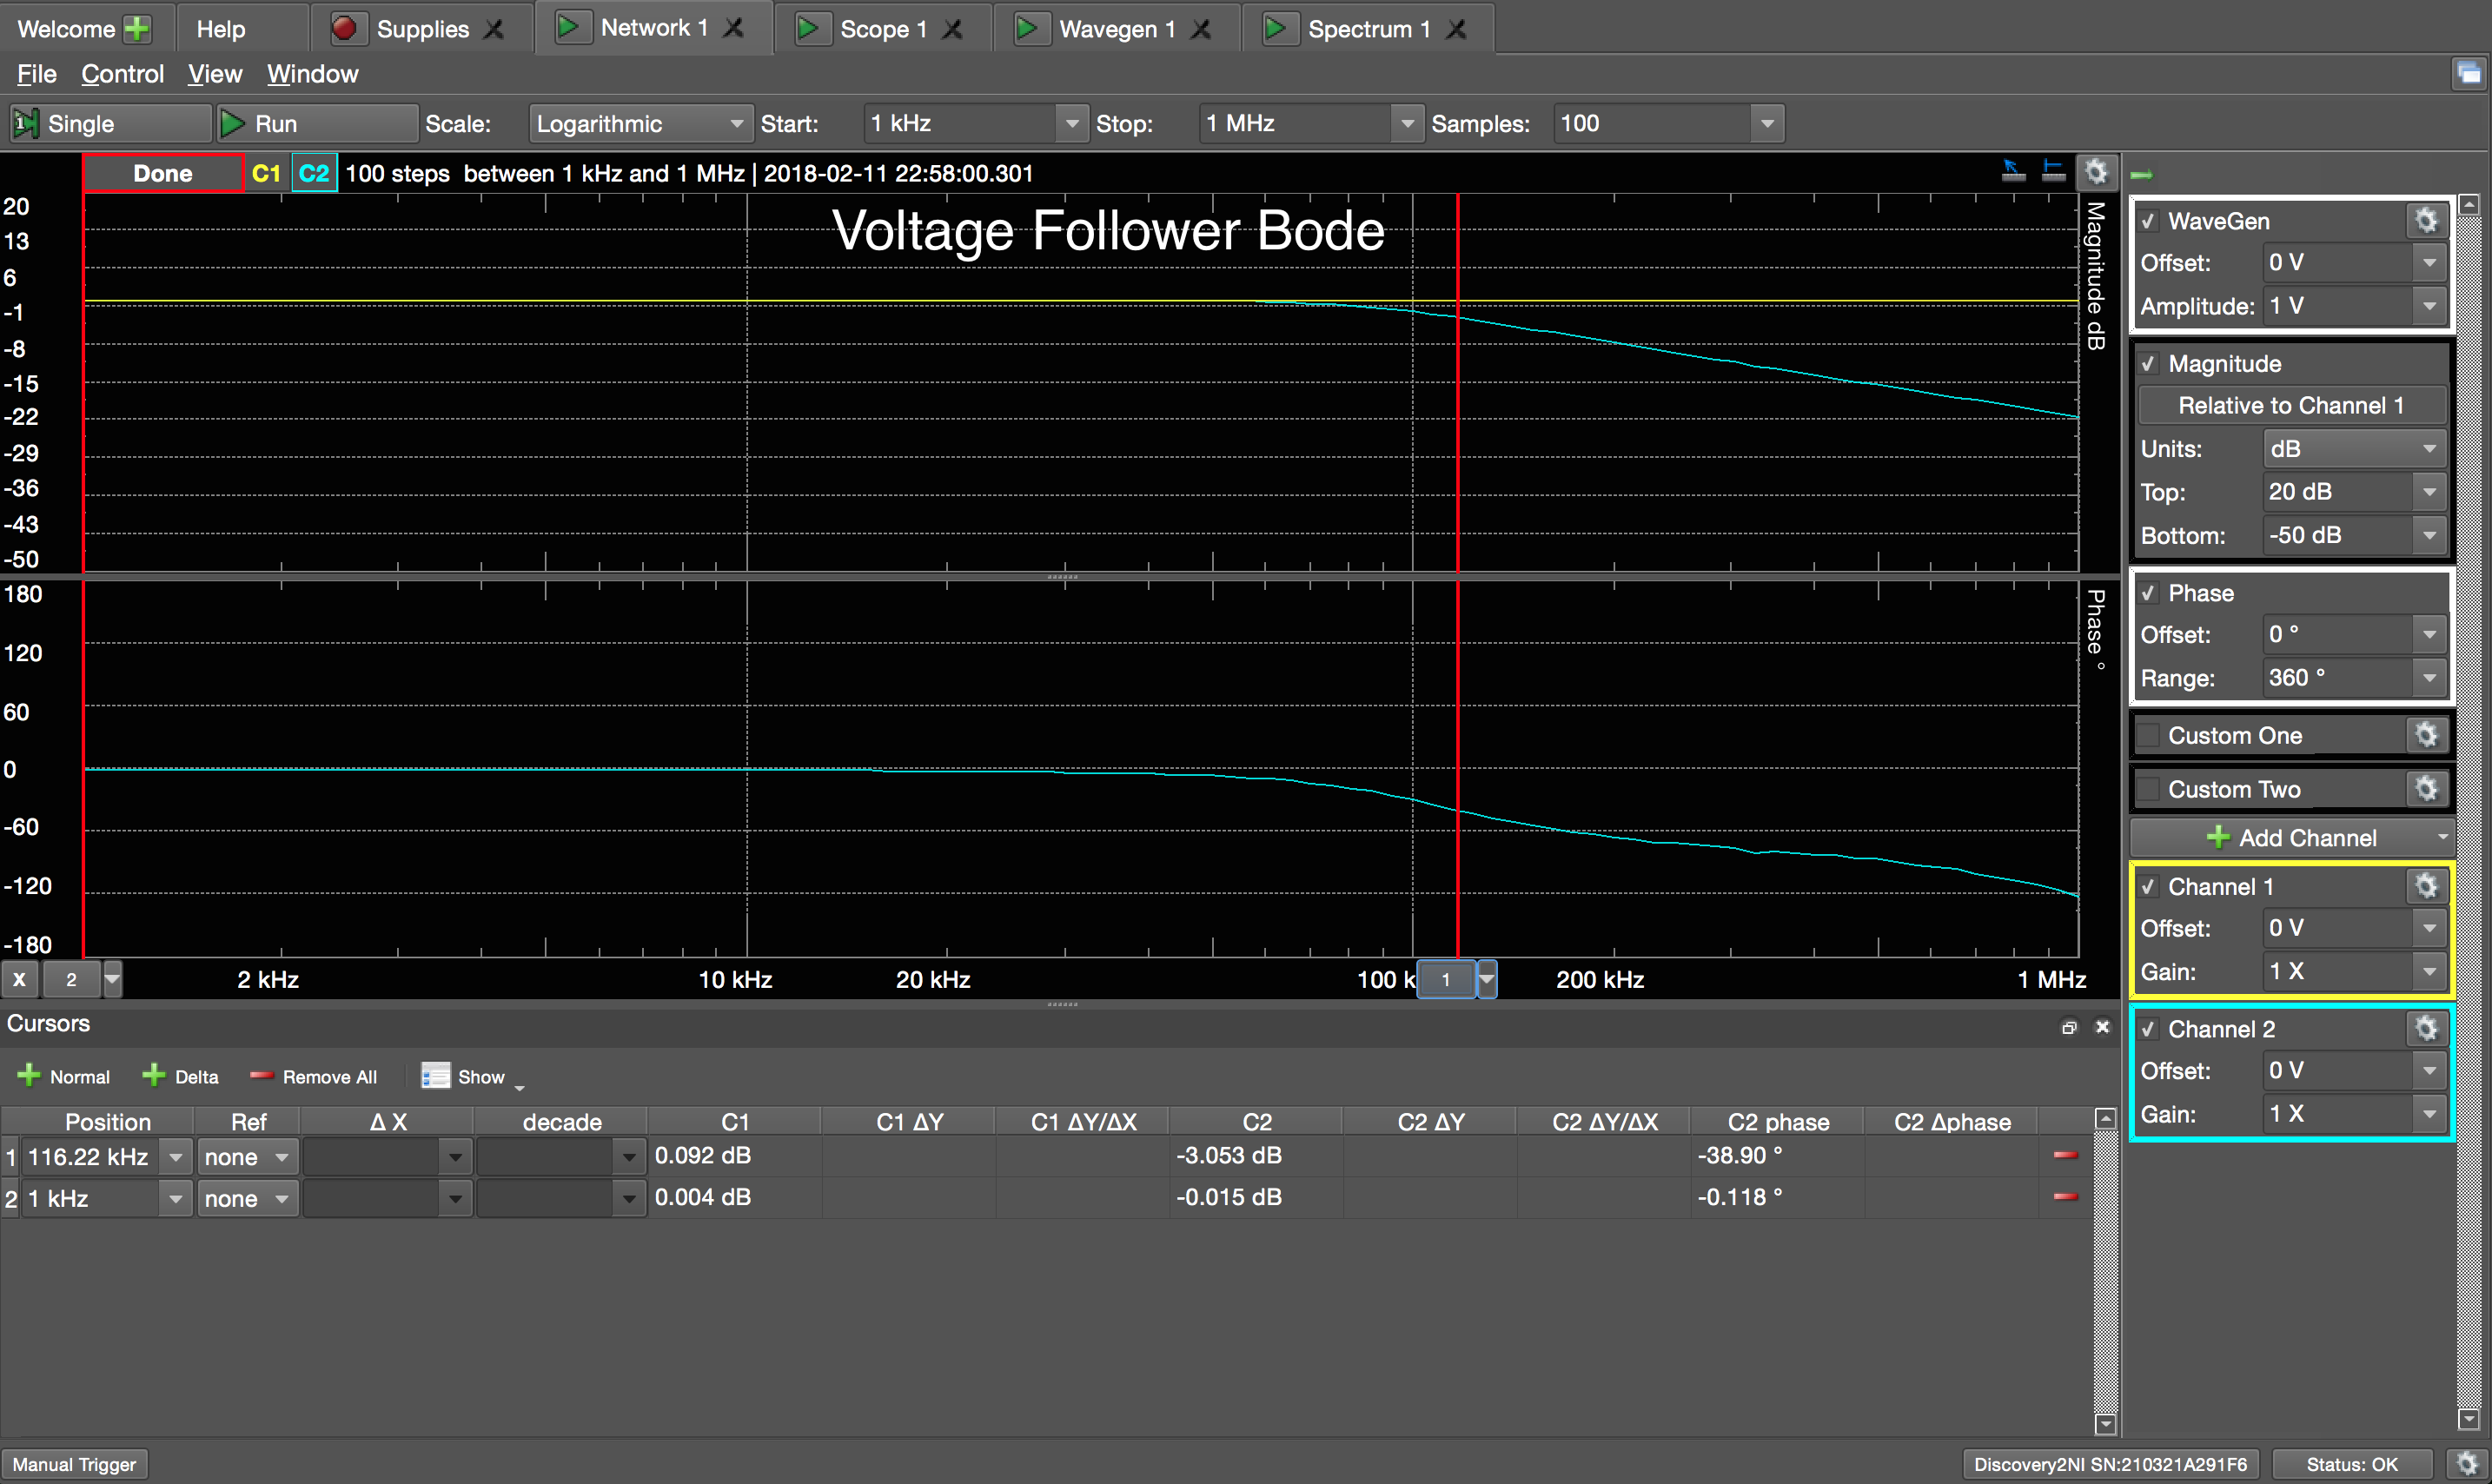 Welcome Help Supplies Network 1 Scope 1 Wavegen 1 Spectrum 1
File Control View Window
1 Single Run Scale: Logarithmic Start: 1 kHz Stop: 1 MHz Samples: 100
Done C1 C2 100 steps between 1 kHz and 1 MHz | 2018-02-11 22:58:00.301
Voltage Follower Bode
20
13
6
-1
-8
-15
-22
-29
-36
-43
-50
Magnitude dB
180
120
60
0
-60
-120
-180
Phase °
X 2 2 kHz 10 kHz 20 kHz 100 k 1 200 kHz 1 MHz
WaveGen
Offset: 0 V
Amplitude: 1 V
Magnitude
Relative to Channel 1
Units: dB
Top: 20 dB
Bottom: -50 dB
Phase
Offset: 0 °
Range: 360 °
Custom One
Custom Two
Add Channel
Channel 1
Offset: 0 V
Gain: 1 X
Channel 2
Offset: 0 V
Gain: 1 X
Cursors
Normal Delta Remove All Show
Position Ref Δ X decade C1 C1 ΔY C1 ΔY/ΔX C2 C2 ΔY C2 ΔY/ΔX C2 phase C2 Δphase
1 116.22 kHz none 0.092 dB -3.053 dB -38.90 °
2 1 kHz none 0.004 dB -0.015 dB -0.118 °
Manual Trigger Discovery2NI SN:210321A291F6 Status: OK